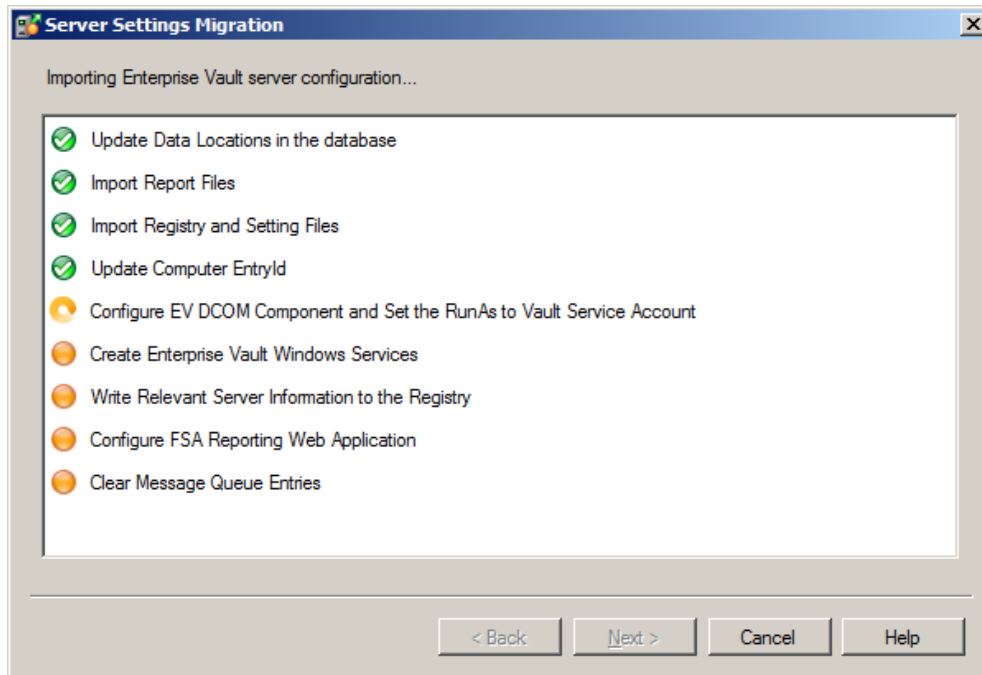 Server Settings Migration
Importing Enterprise Vault server configuration...
Update Data Locations in the database
Import Report Files
Import Registry and Setting Files
Update Computer EntryId
Configure EV DCOM Component and Set the RunAs to Vault Service Account
Create Enterprise Vault Windows Services
Write Relevant Server Information to the Registry
Configure FSA Reporting Web Application
Clear Message Queue Entries
< Back Next > Cancel Help